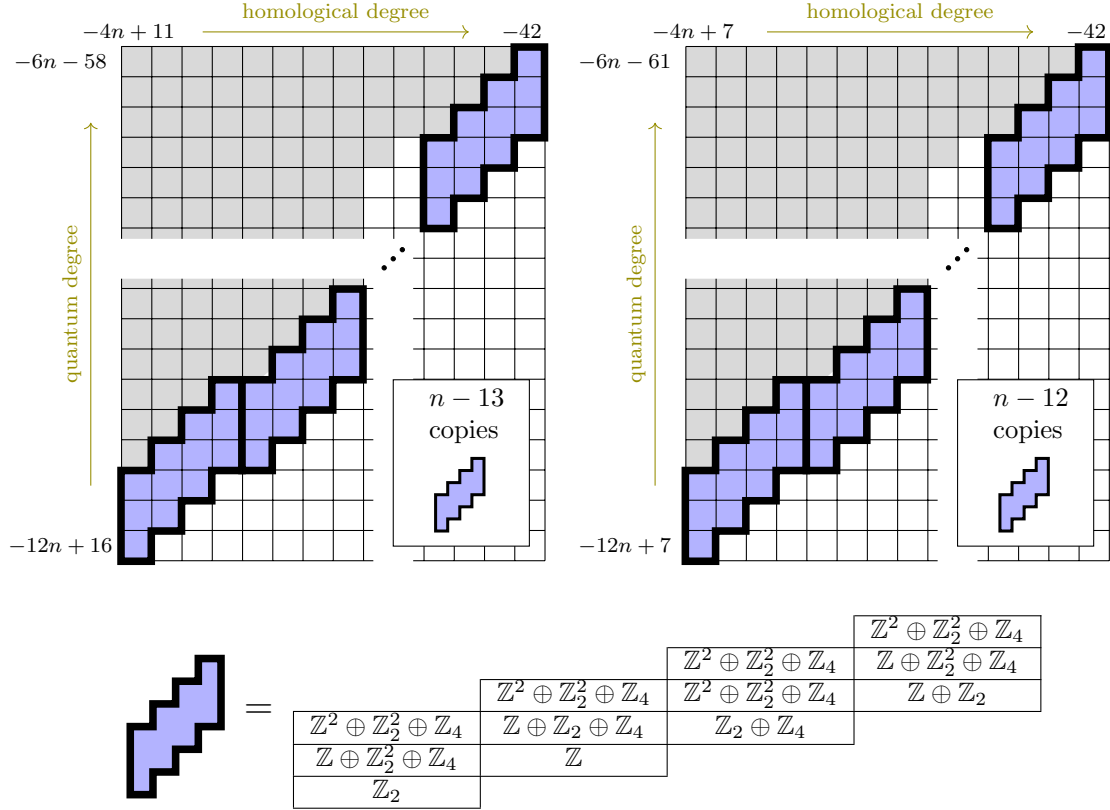 homological degree
−4n + 11
−42
−6n − 58
quantum degree
n − 13
copies
−12n + 16
homological degree
−4n + 7
−42
−6n − 61
quantum degree
n − 12
copies
−12n + 7
ℤ² ⊕ ℤ₂² ⊕ ℤ₄
ℤ² ⊕ ℤ₂² ⊕ ℤ₄ ℤ ⊕ ℤ₂² ⊕ ℤ₄
ℤ² ⊕ ℤ₂² ⊕ ℤ₄ ℤ² ⊕ ℤ₂² ⊕ ℤ₄ ℤ ⊕ ℤ₂
= ℤ² ⊕ ℤ₂² ⊕ ℤ₄ ℤ ⊕ ℤ₂ ⊕ ℤ₄ ℤ₂ ⊕ ℤ₄
ℤ ⊕ ℤ₂² ⊕ ℤ₄ ℤ
ℤ₂